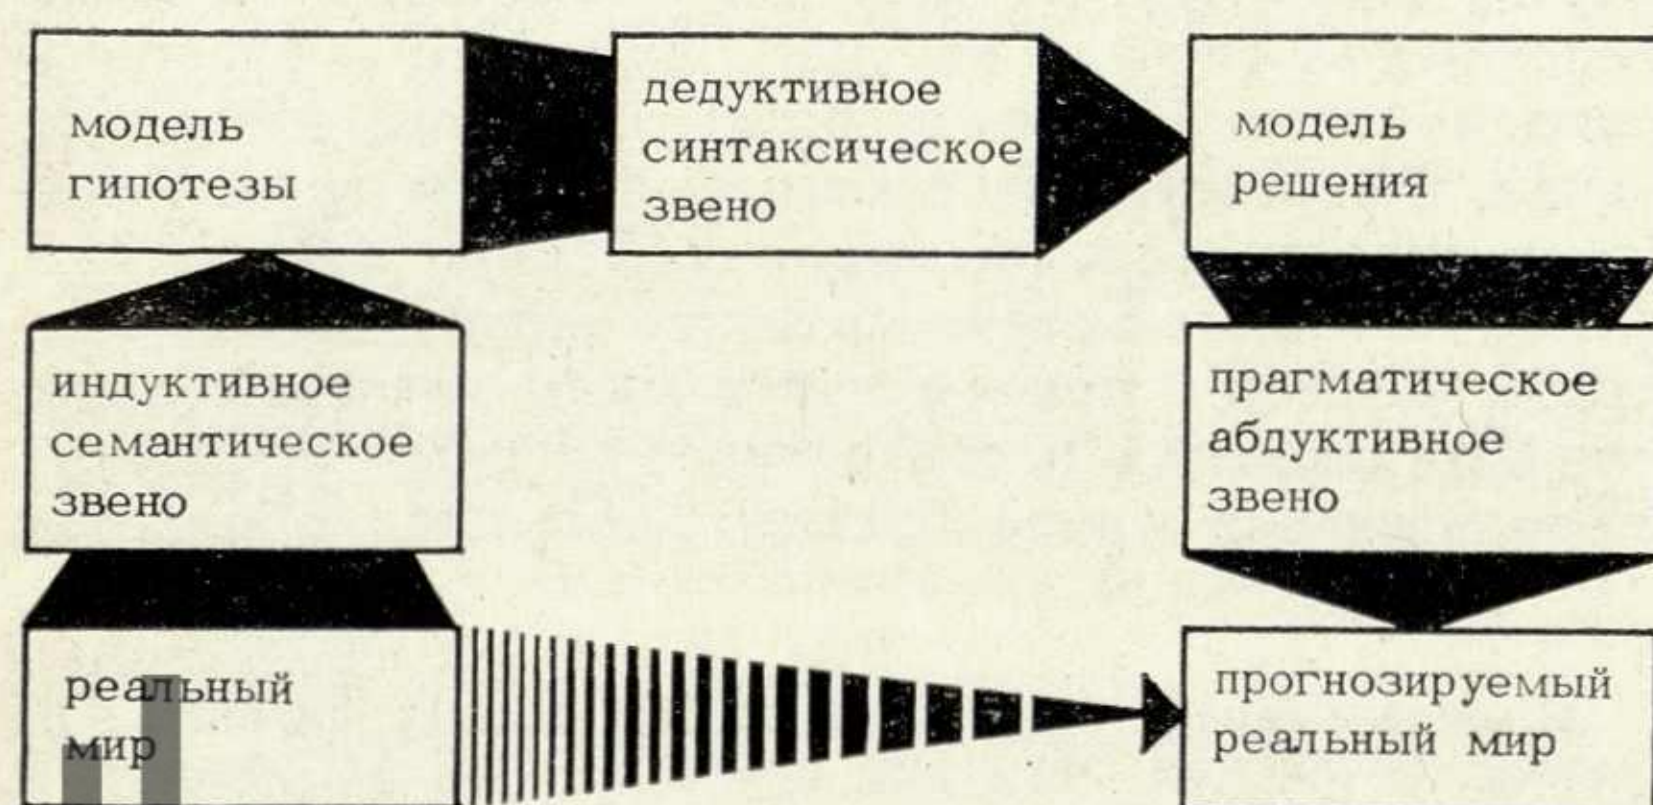 модель
гипотезы
дедуктивное
синтаксическое
звено
модель
решения
индуктивное
семантическое
звено
прагматическое
абдуктивное
звено
реальный
мир
прогнозируемый
реальный мир